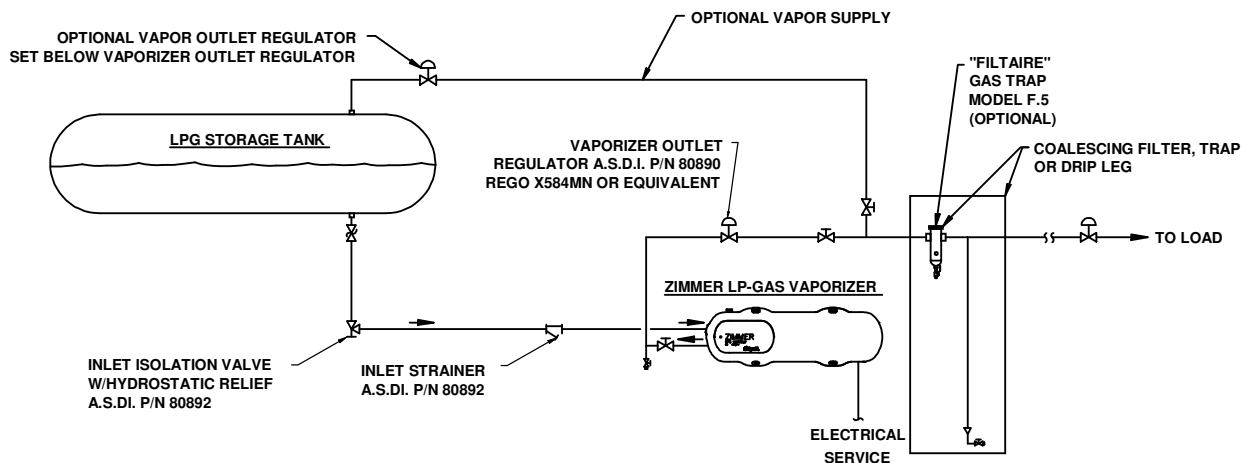 OPTIONAL VAPOR SUPPLY
OPTIONAL VAPOR OUTLET REGULATOR
SET BELOW VAPORIZER OUTLET REGULATOR
"FILTAIRE"
GAS TRAP
MODEL F.5
(OPTIONAL)
LPG STORAGE TANK
VAPORIZER OUTLET
REGULATOR A.S.D.I. P/N 80890
REGO X584MN OR EQUIVALENT
COALESCING FILTER, TRAP
OR DRIP LEG
TO LOAD
ZIMMER LP-GAS VAPORIZER
ZIMMER
INLET ISOLATION VALVE
W/HYDROSTATIC RELIEF
A.S.DI. P/N 80892
INLET STRAINER
A.S.DI. P/N 80892
ELECTRICAL
SERVICE